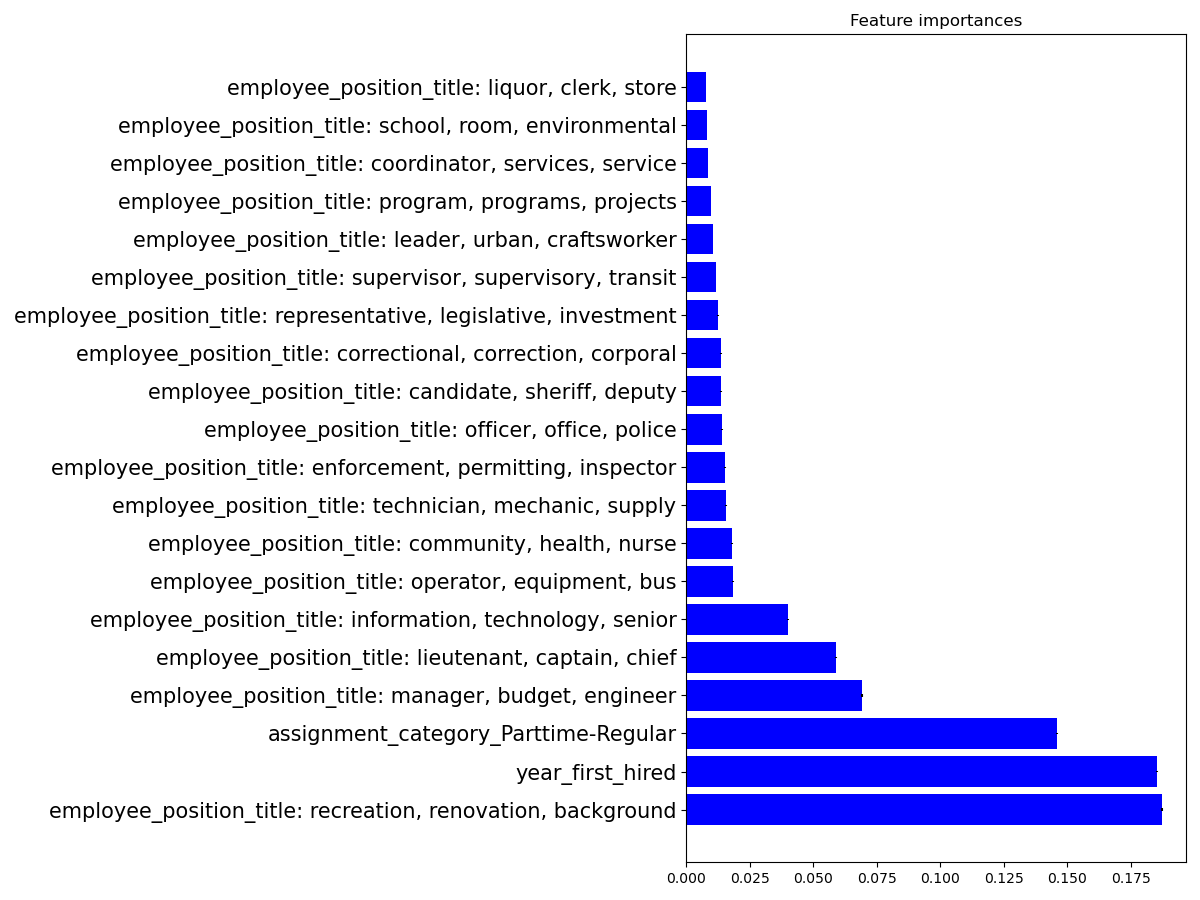 Feature importances
employee_position_title: liquor, clerk, store
employee_position_title: school, room, environmental
employee_position_title: coordinator, services, service
employee_position_title: program, programs, projects
employee_position_title: leader, urban, craftsworker
employee_position_title: supervisor, supervisory, transit
employee_position_title: representative, legislative, investment
employee_position_title: correctional, correction, corporal
employee_position_title: candidate, sheriff, deputy
employee_position_title: officer, office, police
employee_position_title: enforcement, permitting, inspector
employee_position_title: technician, mechanic, supply
employee_position_title: community, health, nurse
employee_position_title: operator, equipment, bus
employee_position_title: information, technology, senior
employee_position_title: lieutenant, captain, chief
employee_position_title: manager, budget, engineer
assignment_category_Parttime-Regular
year_first_hired
employee_position_title: recreation, renovation, background
0.000 0.025 0.050 0.075 0.100 0.125 0.150 0.175